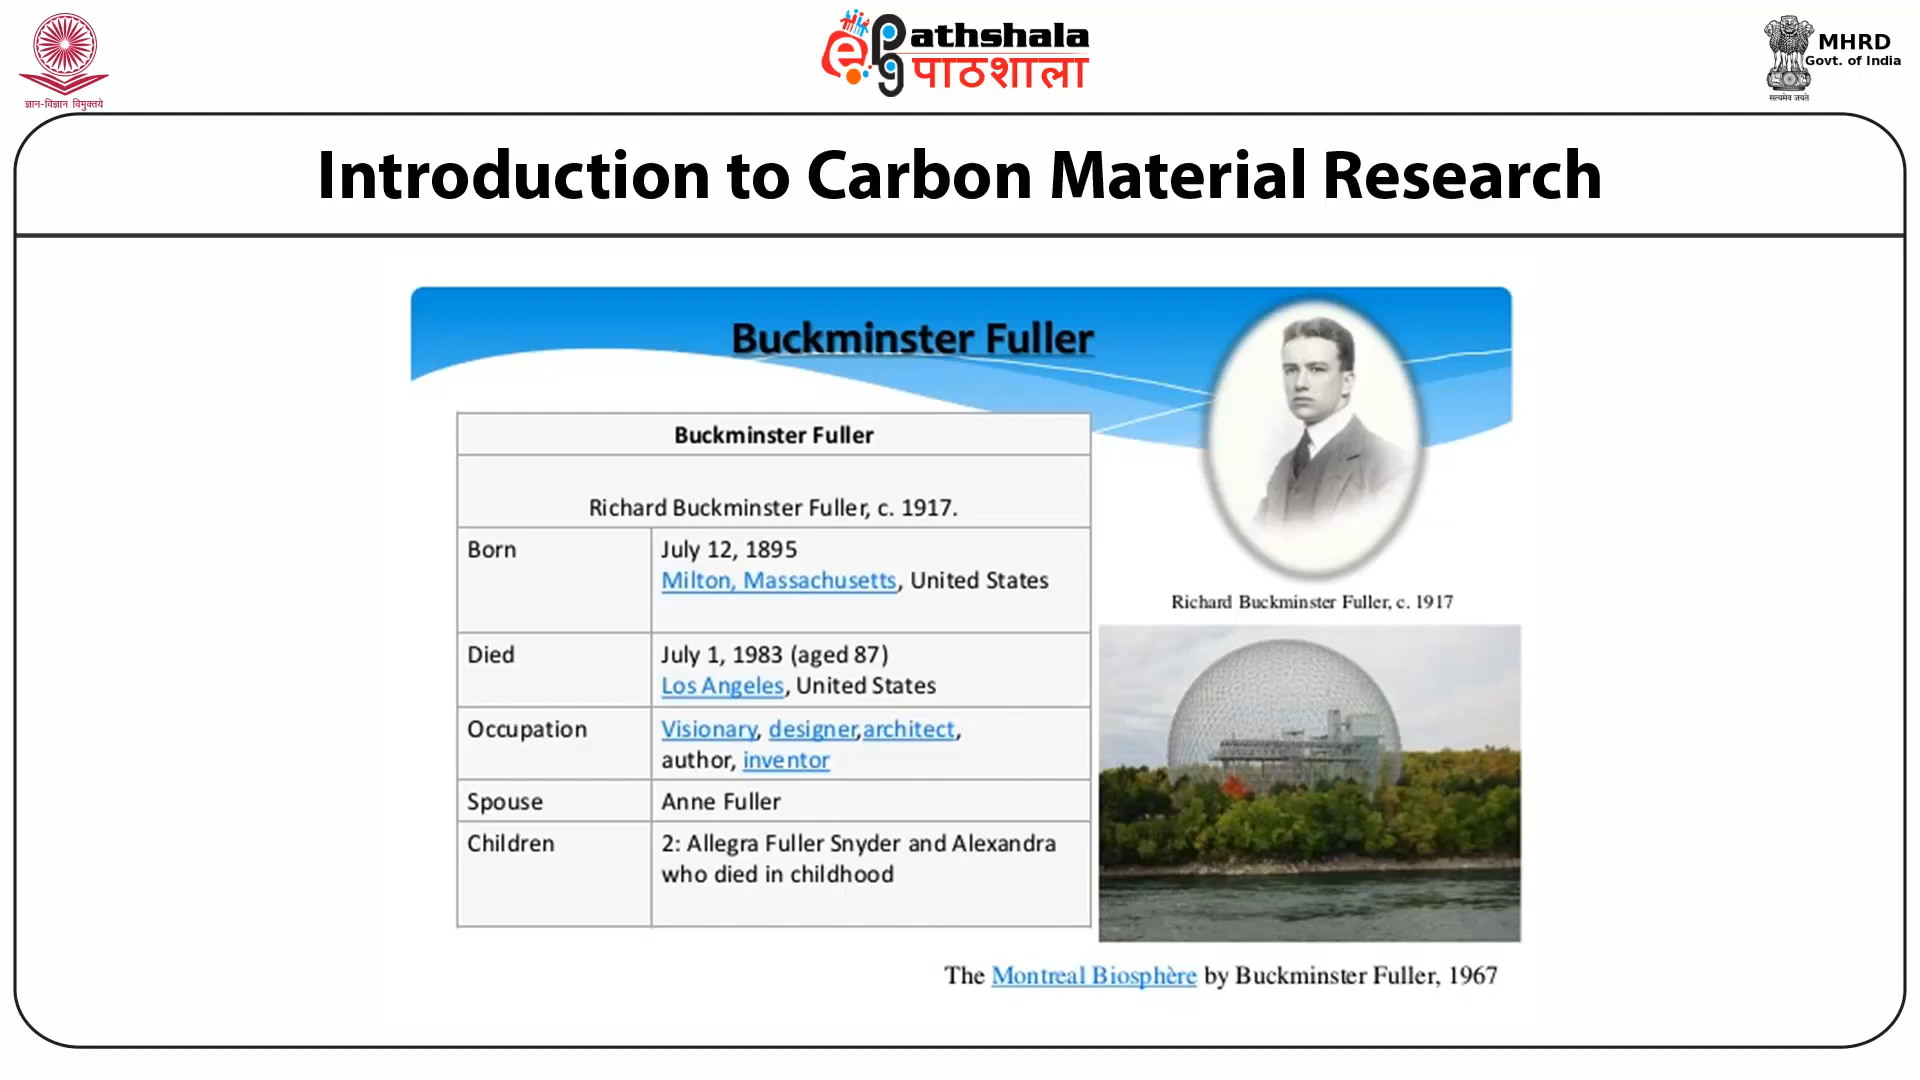 ज्ञान-विज्ञान विमुक्तये
ePathshala
पाठशाला
MHRD
Govt. of India
सत्यमेव जयते
Introduction to Carbon Material Research
Buckminster Fuller
Buckminster Fuller
Richard Buckminster Fuller, c. 1917.
Born
July 12, 1895
Milton, Massachusetts, United States
Died
July 1, 1983 (aged 87)
Los Angeles, United States
Occupation
Visionary, designer,architect,
author, inventor
Spouse
Anne Fuller
Children
2: Allegra Fuller Snyder and Alexandra
who died in childhood
Richard Buckminster Fuller, c. 1917
The Montreal Biosphère by Buckminster Fuller, 1967